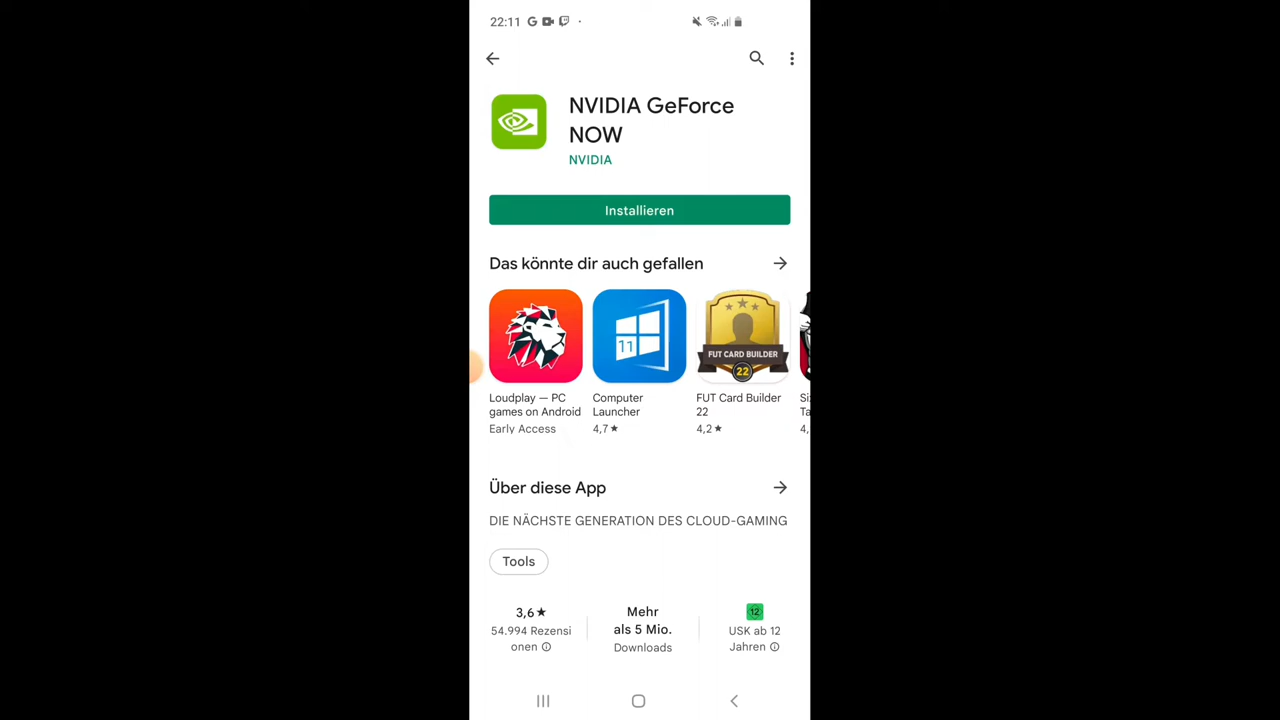 22:11
NVIDIA GeForce
NOW
NVIDIA
Installieren
Das könnte dir auch gefallen
11
FUT CARD BUILDER
22
Loudplay — PC
games on Android
Early Access
Computer
Launcher
4,7★
FUT Card Builder
22
4,2★
Si
Ta
4,
Über diese App
DIE NÄCHSTE GENERATION DES CLOUD-GAMING
Tools
3,6★
54.994 Rezensi
onen
Mehr
als 5 Mio.
Downloads
12
USK ab 12
Jahren